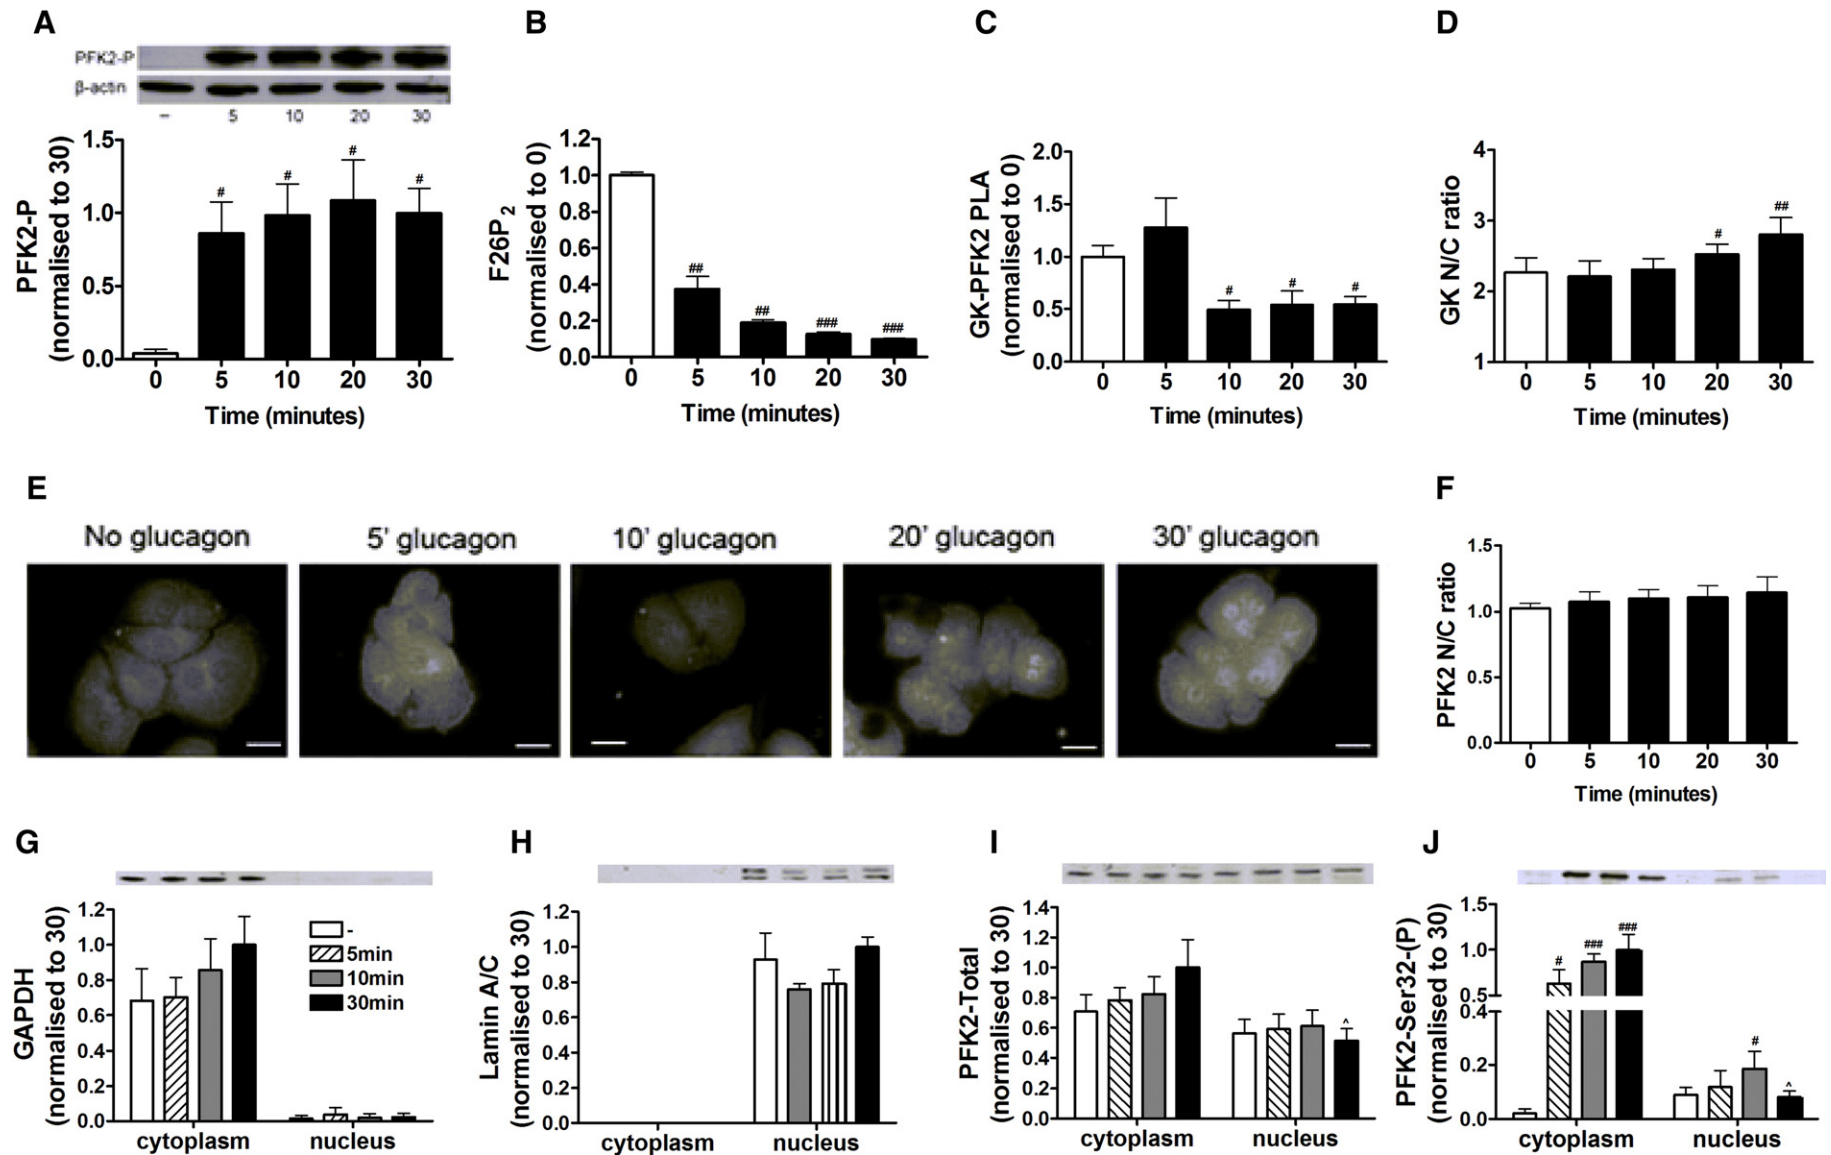 A
PFK2-P
β-actin
– 5 10 20 30
PFK2-P
(normalised to 30)
1.5
1.0
0.5
0.0
# # # #
0 5 10 20 30
Time (minutes)
B
F26P2
(normalised to 0)
1.2
1.0
0.8
0.6
0.4
0.2
0.0
## ## ### ###
0 5 10 20 30
Time (minutes)
C
GK-PFK2 PLA
(normalised to 0)
2.0
1.5
1.0
0.5
0.0
# # #
0 5 10 20 30
Time (minutes)
D
GK N/C ratio
4
3
2
1
# ##
0 5 10 20 30
Time (minutes)
E
No glucagon
5' glucagon
10' glucagon
20' glucagon
30' glucagon
F
PFK2 N/C ratio
1.5
1.0
0.5
0.0
0 5 10 20 30
Time (minutes)
G
GAPDH
(normalised to 30)
1.2
1.0
0.8
0.6
0.4
0.2
0.0
-
5min
10min
30min
cytoplasm nucleus
H
Lamin A/C
(normalised to 30)
1.2
1.0
0.8
0.6
0.4
0.2
0.0
cytoplasm nucleus
I
PFK2-Total
(normalised to 30)
1.4
1.2
1.0
0.8
0.6
0.4
0.2
0.0
^
cytoplasm nucleus
J
PFK2-Ser32-(P)
(normalised to 30)
1.5
1.0
0.5
0.4
0.2
0.0
# ### ###
# ^
cytoplasm nucleus